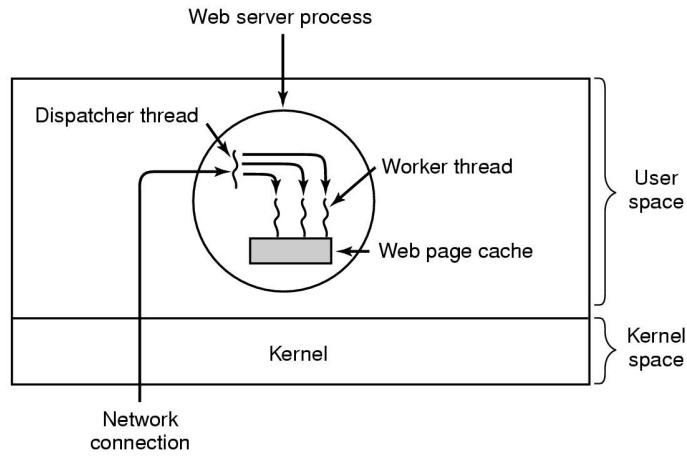 Web server process
Dispatcher thread
Worker thread
User
space
Web page cache
Kernel
Kernel
space
Network
connection